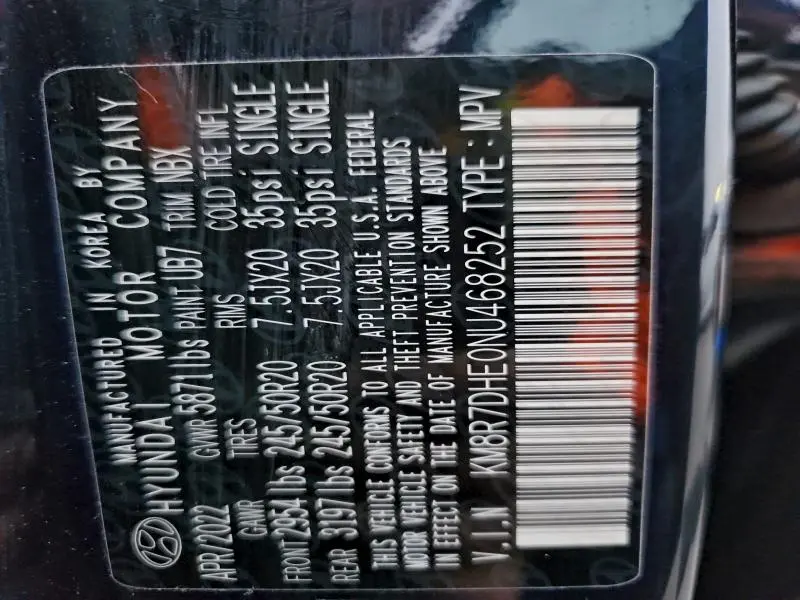 MANUFACTURED IN KOREA BY
HYUNDAI MOTOR COMPANY
APR/2022 GVWR 5871lbs PAINT UB7 TRIM NBX
GAWR TIRES RIMS COLD TIRE INFL
FRONT 2954lbs 245/50R20 7.5JX20 35psi SINGLE
REAR 3197lbs 245/50R20 7.5JX20 35psi SINGLE
THIS VEHICLE CONFORMS TO ALL APPLICABLE U.S.A. FEDERAL
MOTOR VEHICLE SAFETY AND THEFT PREVENTION STANDARDS
IN EFFECT ON THE DATE OF MANUFACTURE SHOWN ABOVE
V.I.N KM8R7DHE0NU468252 TYPE : MPV